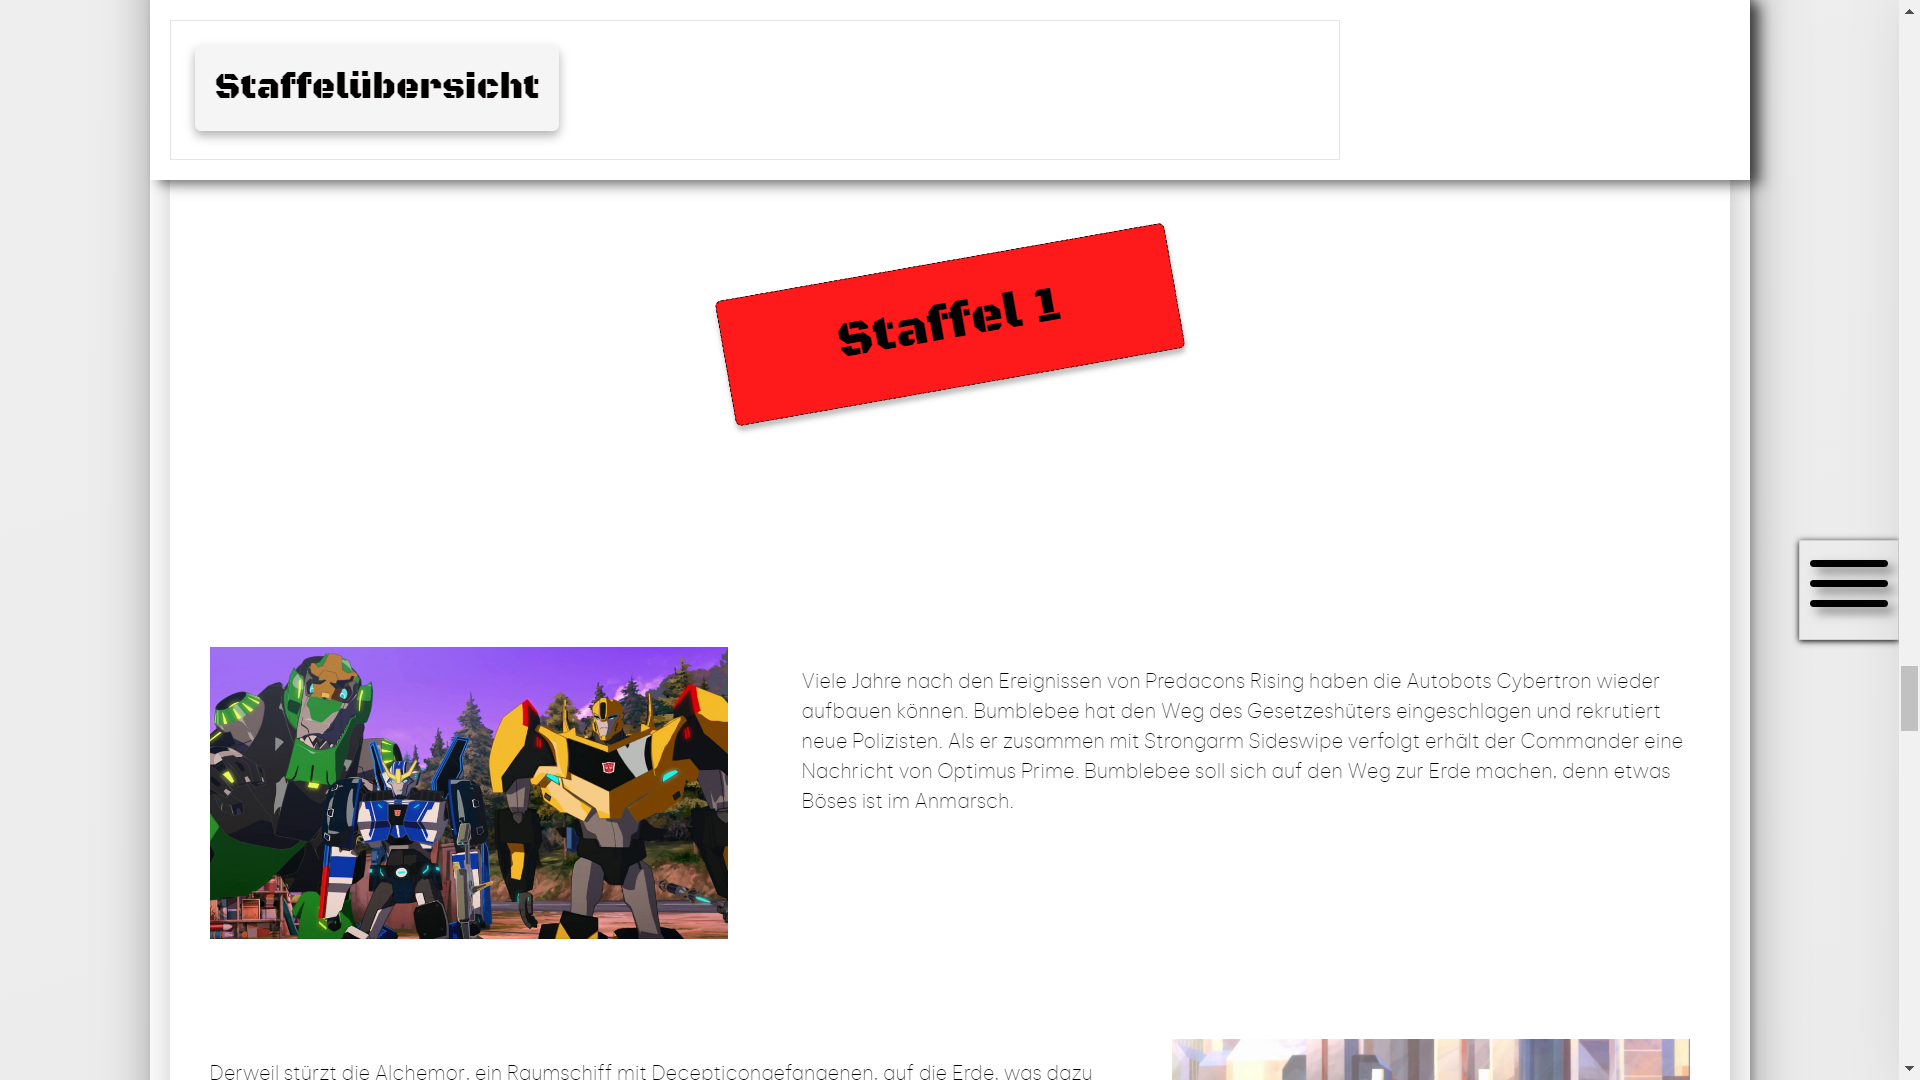 Staffelübersicht
Staffel 1
Viele Jahre nach den Ereignissen von Predacons Rising haben die Autobots Cybertron wieder
aufbauen können. Bumblebee hat den Weg des Gesetzeshüters eingeschlagen und rekrutiert
neue Polizisten. Als er zusammen mit Strongarm Sideswipe verfolgt erhält der Commander eine
Nachricht von Optimus Prime. Bumblebee soll sich auf den Weg zur Erde machen, denn etwas
Böses ist im Anmarsch.
Derweil stürzt die Alchemor, ein Raumschiff mit Decepticongefangenen, auf die Erde, was dazu